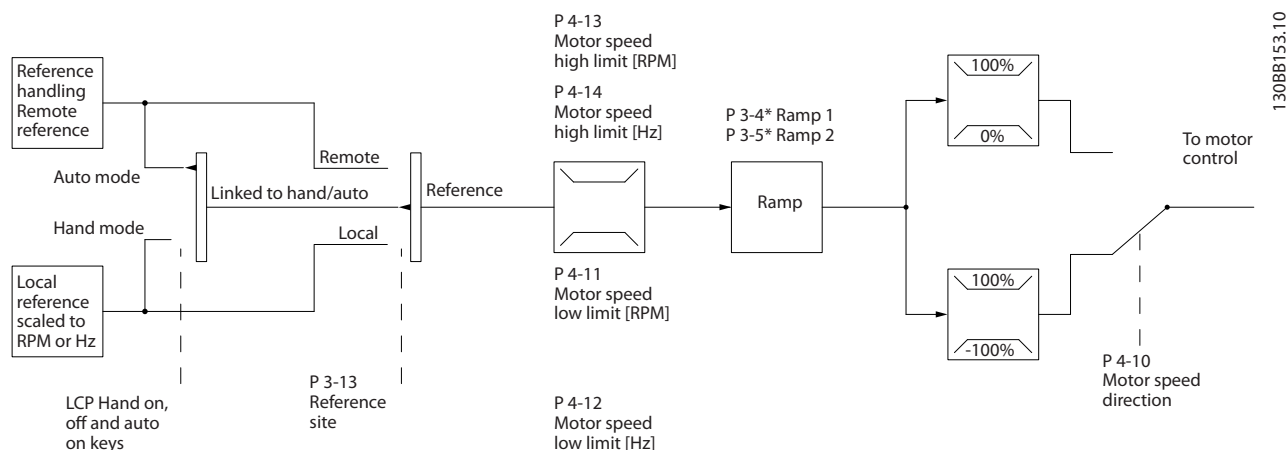 Reference
handling
Remote
reference
Auto mode
Hand mode
Local
reference
scaled to
RPM or Hz
LCP Hand on,
off and auto
on keys
Linked to hand/auto
Remote
Local
P 3-13
Reference
site
Reference
P 4-13
Motor speed
high limit [RPM]
P 4-14
Motor speed
high limit [Hz]
P 4-11
Motor speed
low limit [RPM]
P 4-12
Motor speed
low limit [Hz]
P 3-4* Ramp 1
P 3-5* Ramp 2
Ramp
100%
0%
100%
-100%
To motor
control
P 4-10
Motor speed
direction
130BB153.10